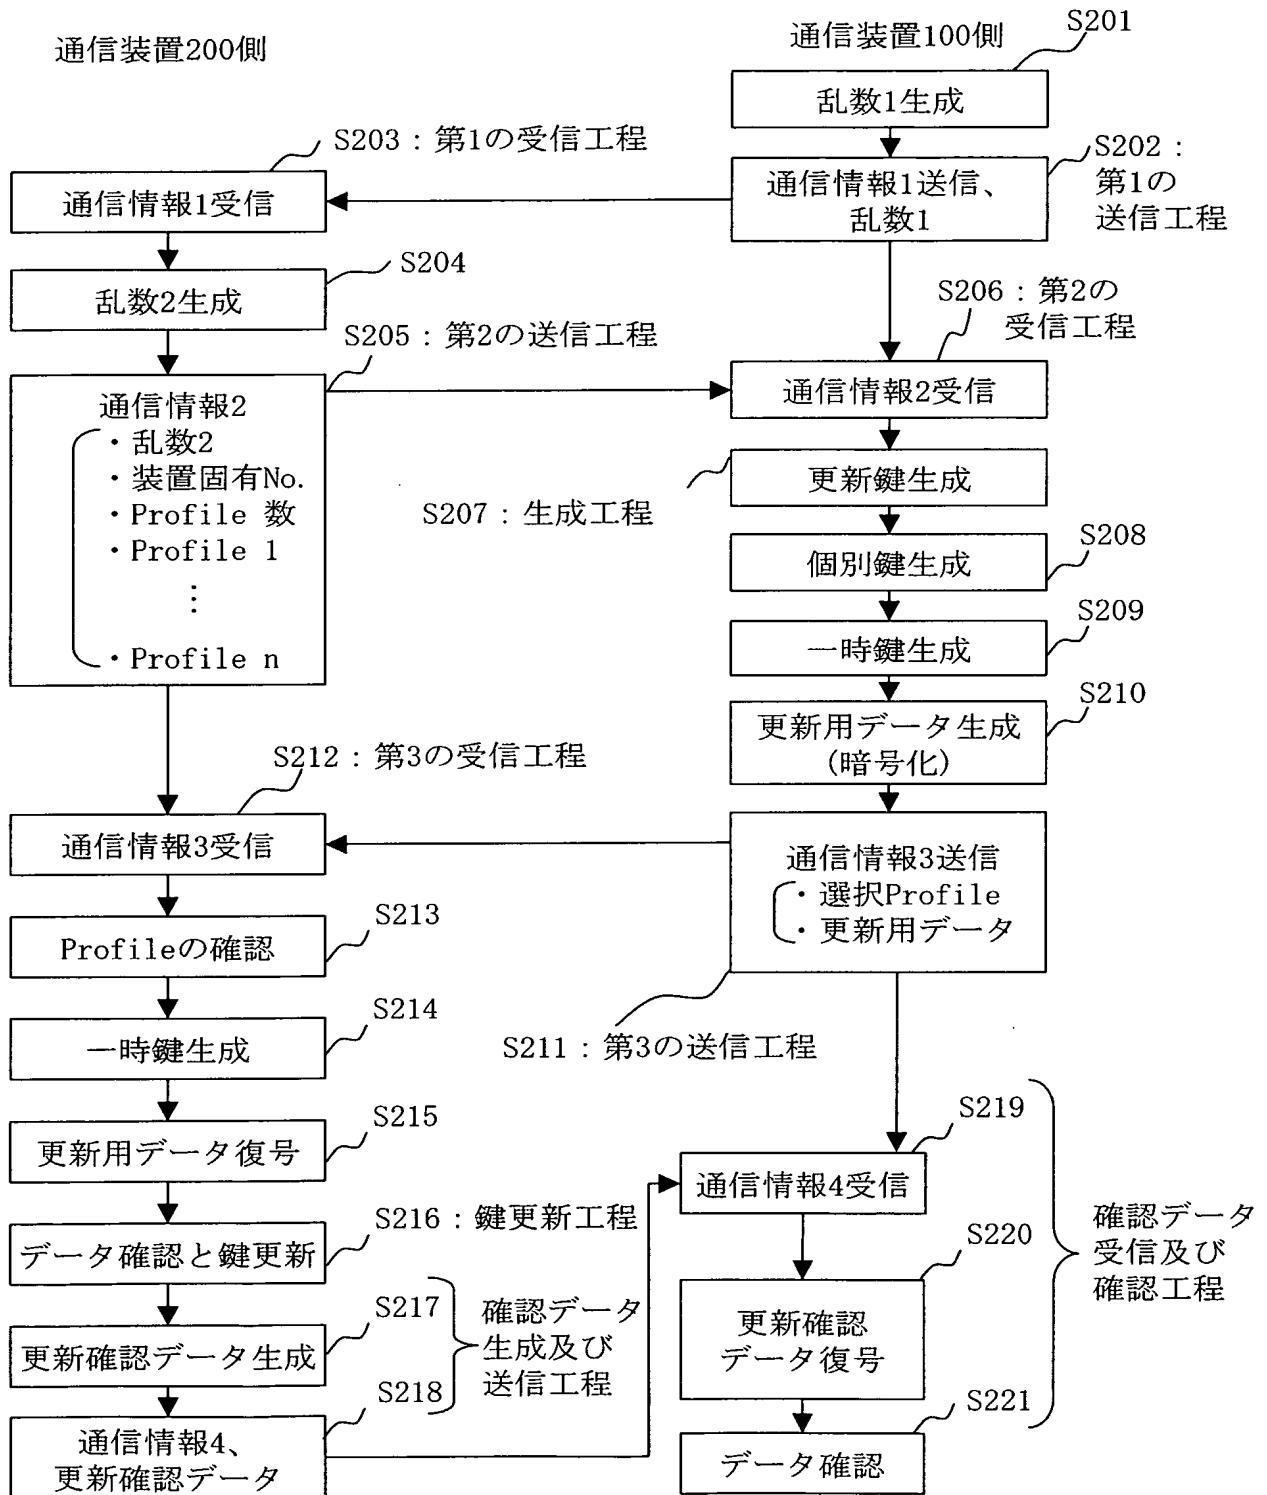 通信装置200側
通信装置100側
S201
乱数1生成
S203：第1の受信工程
S202：
第1の
送信工程
通信情報1受信
通信情報1送信、
乱数1
S204
乱数2生成
S206：第2の
受信工程
S205：第2の送信工程
通信情報2
・乱数2
・装置固有No.
・Profile 数
・Profile 1
⋮
・Profile n
通信情報2受信
更新鍵生成
S207：生成工程
S208
個別鍵生成
S209
一時鍵生成
S210
更新用データ生成
(暗号化)
S212：第3の受信工程
通信情報3受信
通信情報3送信
・選択Profile
・更新用データ
S213
Profileの確認
S214
一時鍵生成
S211：第3の送信工程
S215
更新用データ復号
S219
通信情報4受信
S216：鍵更新工程
データ確認と鍵更新
S220
更新確認
データ復号
確認データ
受信及び
確認工程
S217
更新確認データ生成
確認データ
生成及び
送信工程
S218
通信情報4、
更新確認データ
S221
データ確認